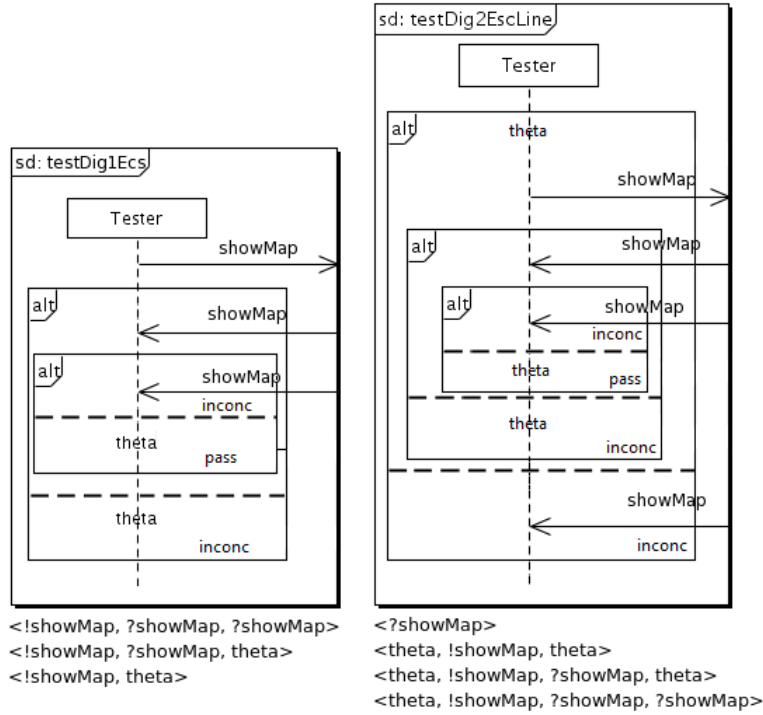 sd: testDig1Ecs
Tester
showMap
alt
showMap
alt
showMap
inconc
theta
pass
theta
inconc
<!showMap, ?showMap, ?showMap>
<!showMap, ?showMap, theta>
<!showMap, theta>
sd: testDig2EscLine
Tester
alt
theta
showMap
alt
showMap
alt
showMap
inconc
theta
pass
theta
inconc
showMap
inconc
<?showMap>
<theta, !showMap, theta>
<theta, !showMap, ?showMap, theta>
<theta, !showMap, ?showMap, ?showMap>